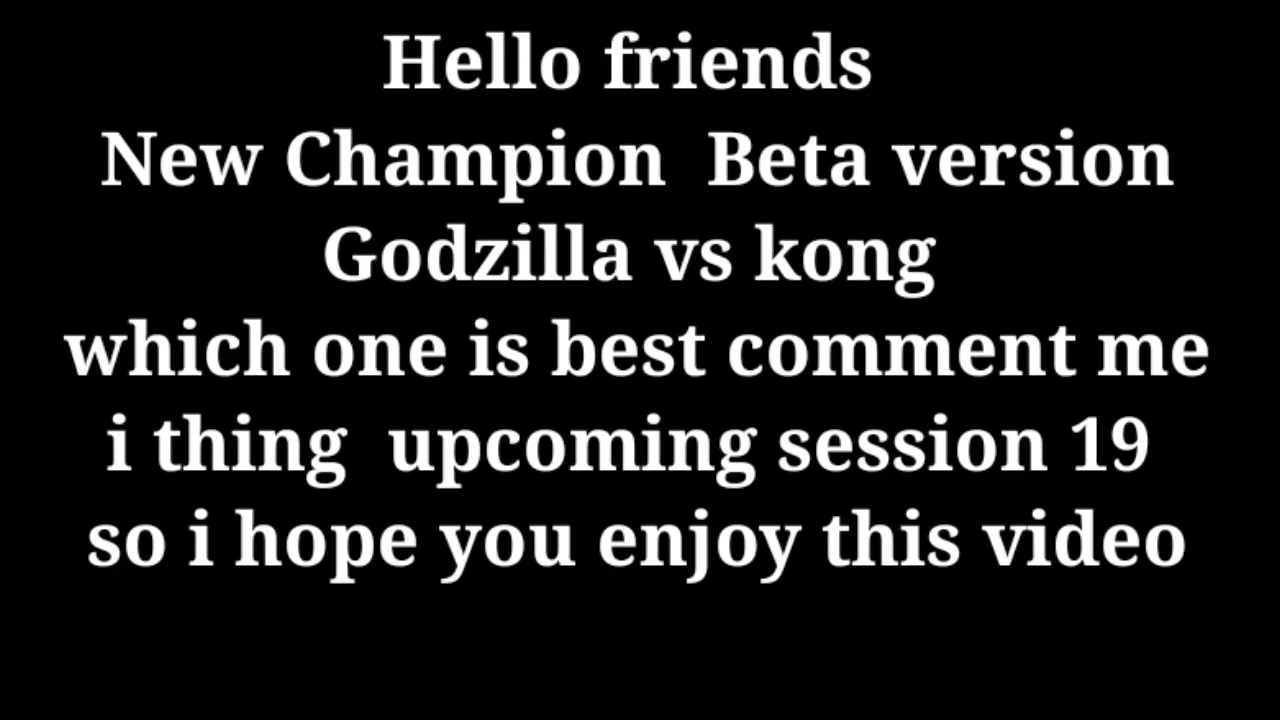 Hello friends
New Champion  Beta version
Godzilla vs kong
which one is best comment me
i thing  upcoming session 19
so i hope you enjoy this video